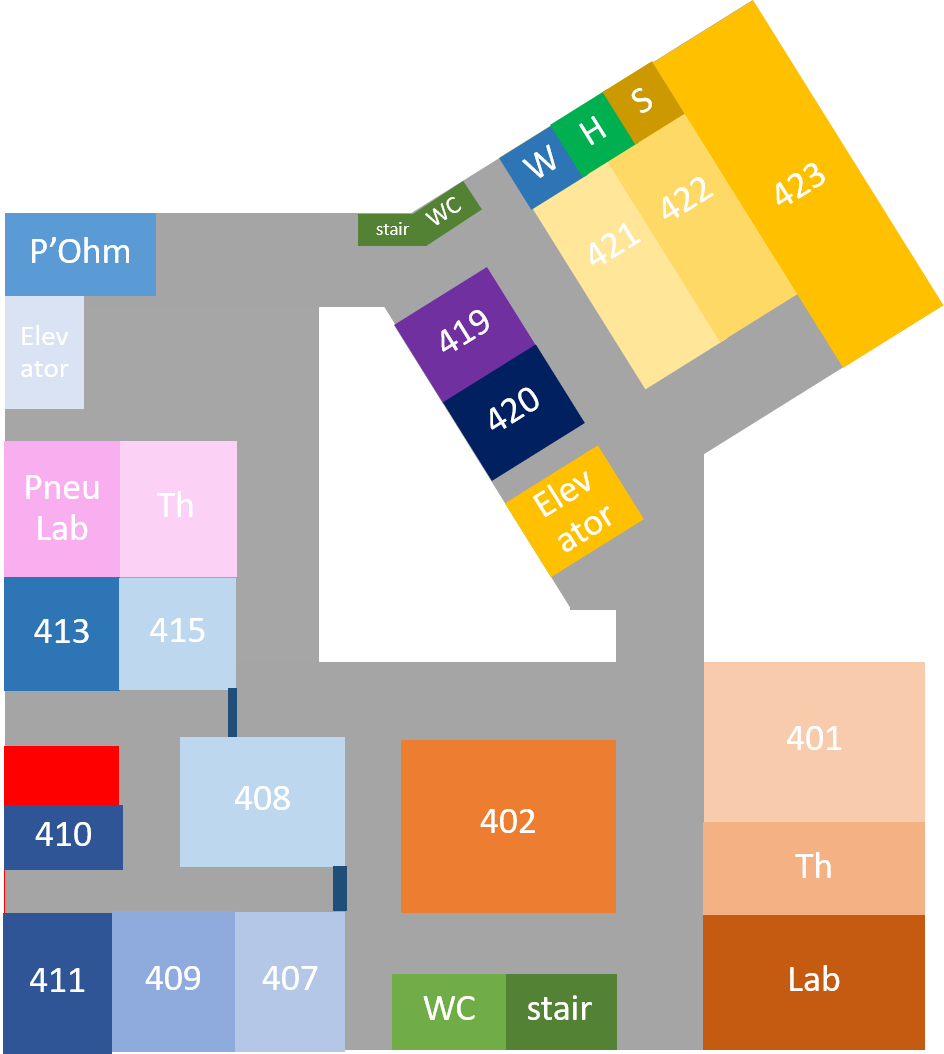 S
H
W
423
422
WC
421
stair
P'Ohm
419
Elev
ator
420
Elev
ator
Pneu
Lab
Th
413
415
401
408
402
410
Th
411
409
407
Lab
WC
stair